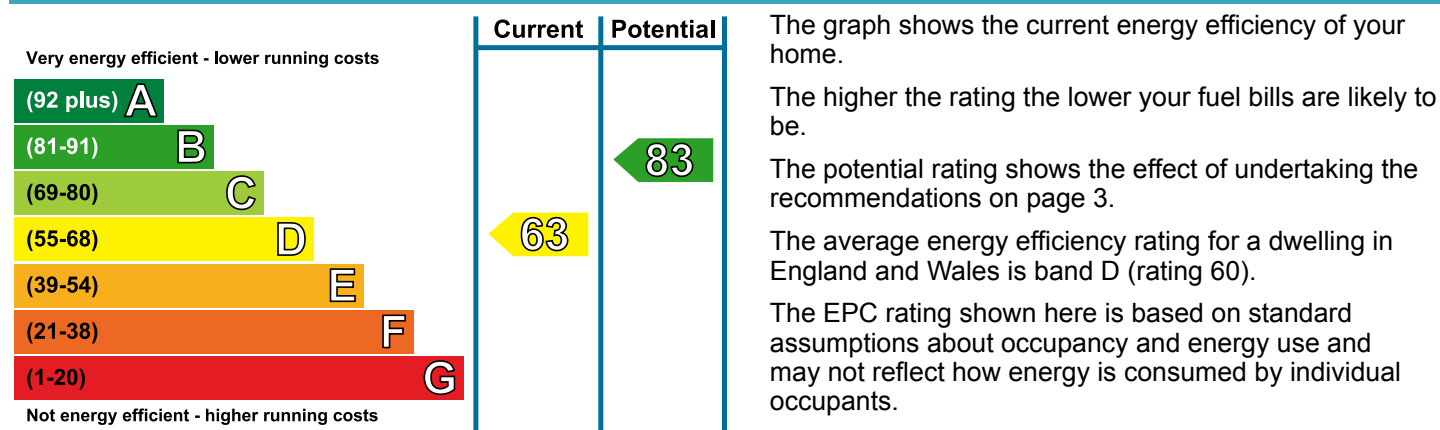 Current Potential
Very energy efficient - lower running costs
(92 plus) A
(81-91) B
(69-80) C
(55-68) D
(39-54) E
(21-38) F
(1-20) G
Not energy efficient - higher running costs
63
83
The graph shows the current energy efficiency of your
home.
The higher the rating the lower your fuel bills are likely to
be.
The potential rating shows the effect of undertaking the
recommendations on page 3.
The average energy efficiency rating for a dwelling in
England and Wales is band D (rating 60).
The EPC rating shown here is based on standard
assumptions about occupancy and energy use and
may not reflect how energy is consumed by individual
occupants.